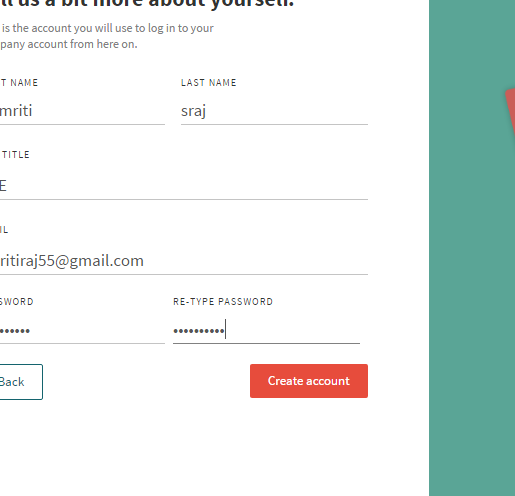 ll us a bit more about yourself.
is the account you will use to log in to your
pany account from here on.
T NAME LAST NAME
mriti sraj
TITLE
E
IL
ritiraj55@gmail.com
SWORD RE-TYPE PASSWORD
•••••• ••••••••••
Back Create account